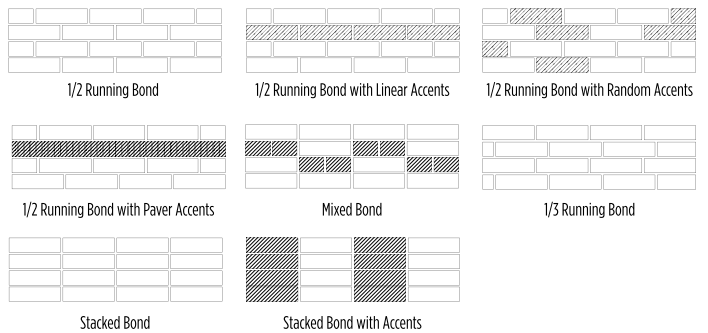 1/2 Running Bond
1/2 Running Bond with Linear Accents
1/2 Running Bond with Random Accents
1/2 Running Bond with Paver Accents
Mixed Bond
1/3 Running Bond
Stacked Bond
Stacked Bond with Accents